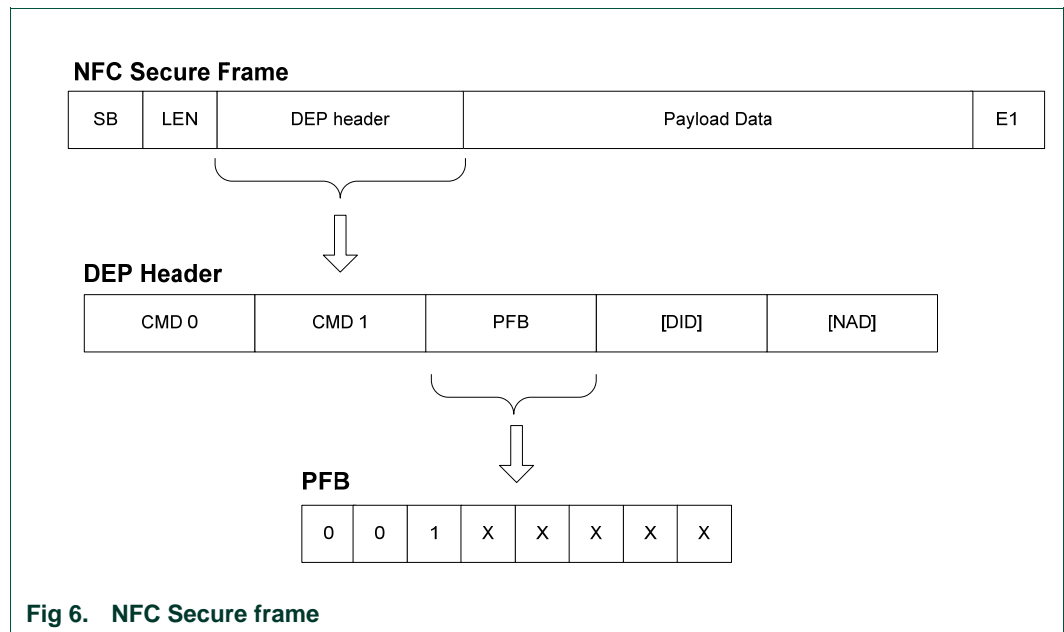 NFC Secure Frame
SB LEN DEP header Payload Data E1
DEP Header
CMD 0 CMD 1 PFB [DID] [NAD]
PFB
0 0 1 X X X X X
Fig 6. NFC Secure frame